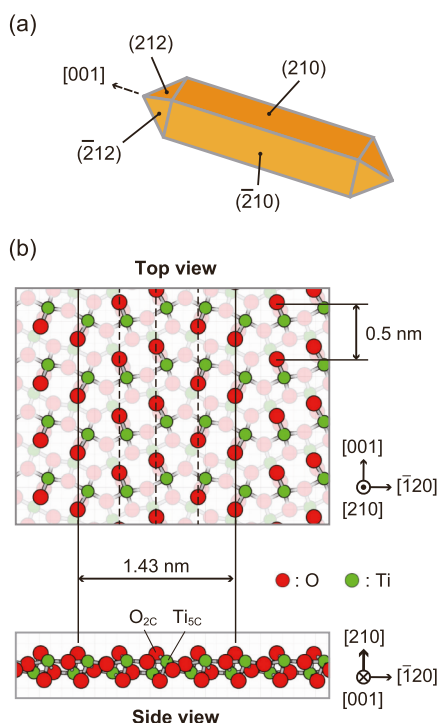 (a)
(212)
(210)
[001]
(2̅12)
(2̅10)
(b)
Top view
0.5 nm
[001]
[1̅20]
[210]
1.43 nm
: O
: Ti
O₂C
Ti₅C
[210]
[1̅20]
[001]
Side view